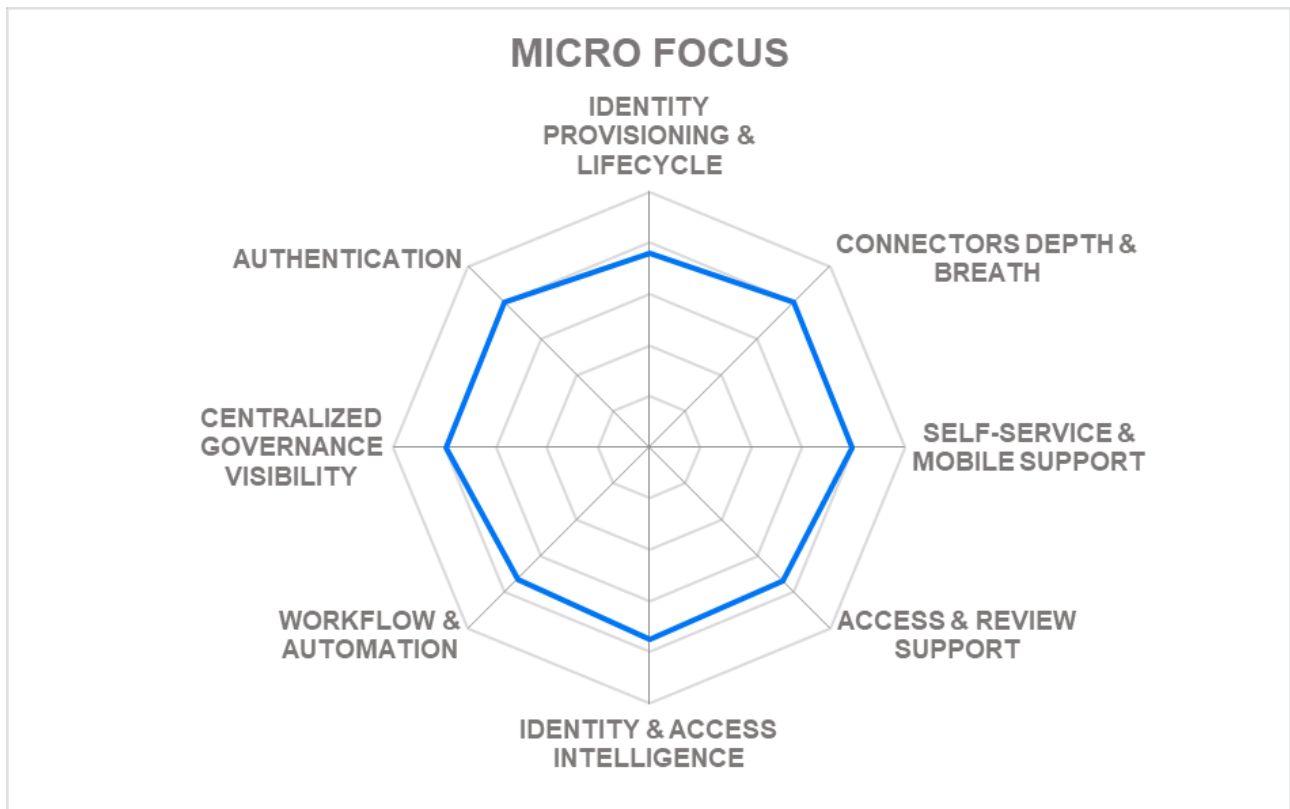 MICRO FOCUS
IDENTITY
PROVISIONING &
LIFECYCLE
CONNECTORS DEPTH &
BREATH
SELF-SERVICE &
MOBILE SUPPORT
ACCESS & REVIEW
SUPPORT
IDENTITY & ACCESS
INTELLIGENCE
WORKFLOW &
AUTOMATION
CENTRALIZED
GOVERNANCE
VISIBILITY
AUTHENTICATION